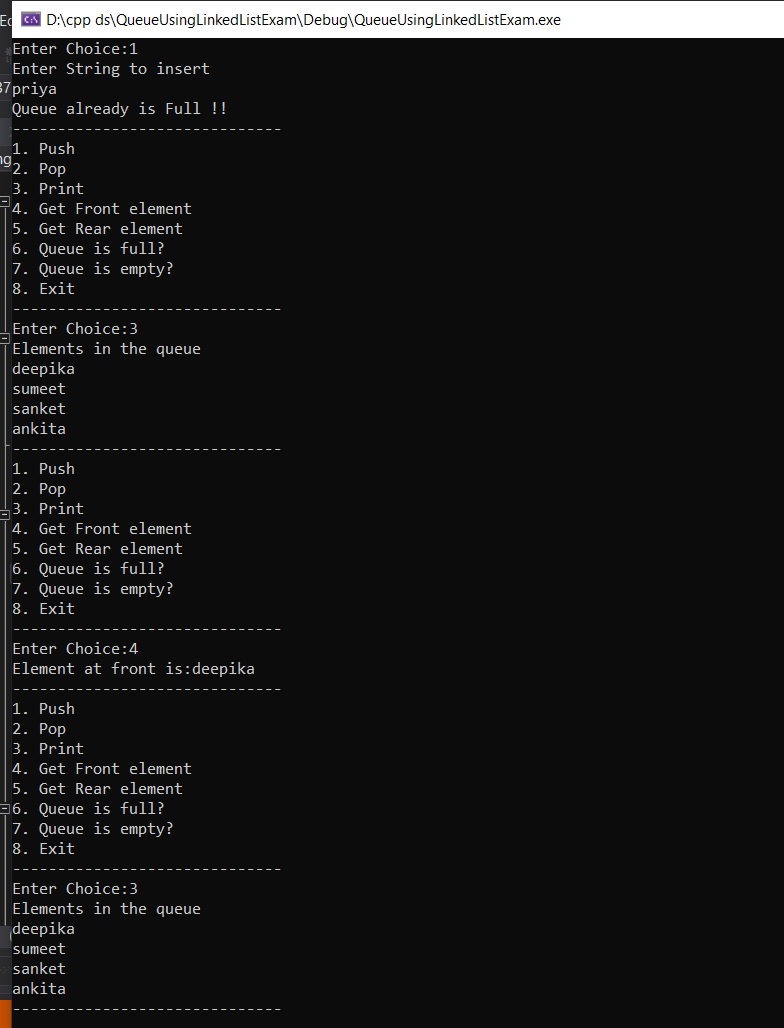 D:\cpp ds\QueueUsingLinkedListExam\Debug\QueueUsingLinkedListExam.exe
Enter Choice:1
Enter String to insert
priya
Queue already is Full !!
------------------------------
1. Push
2. Pop
3. Print
4. Get Front element
5. Get Rear element
6. Queue is full?
7. Queue is empty?
8. Exit
------------------------------
Enter Choice:3
Elements in the queue
deepika
sumeet
sanket
ankita
------------------------------
1. Push
2. Pop
3. Print
4. Get Front element
5. Get Rear element
6. Queue is full?
7. Queue is empty?
8. Exit
------------------------------
Enter Choice:4
Element at front is:deepika
------------------------------
1. Push
2. Pop
3. Print
4. Get Front element
5. Get Rear element
6. Queue is full?
7. Queue is empty?
8. Exit
------------------------------
Enter Choice:3
Elements in the queue
deepika
sumeet
sanket
ankita
------------------------------